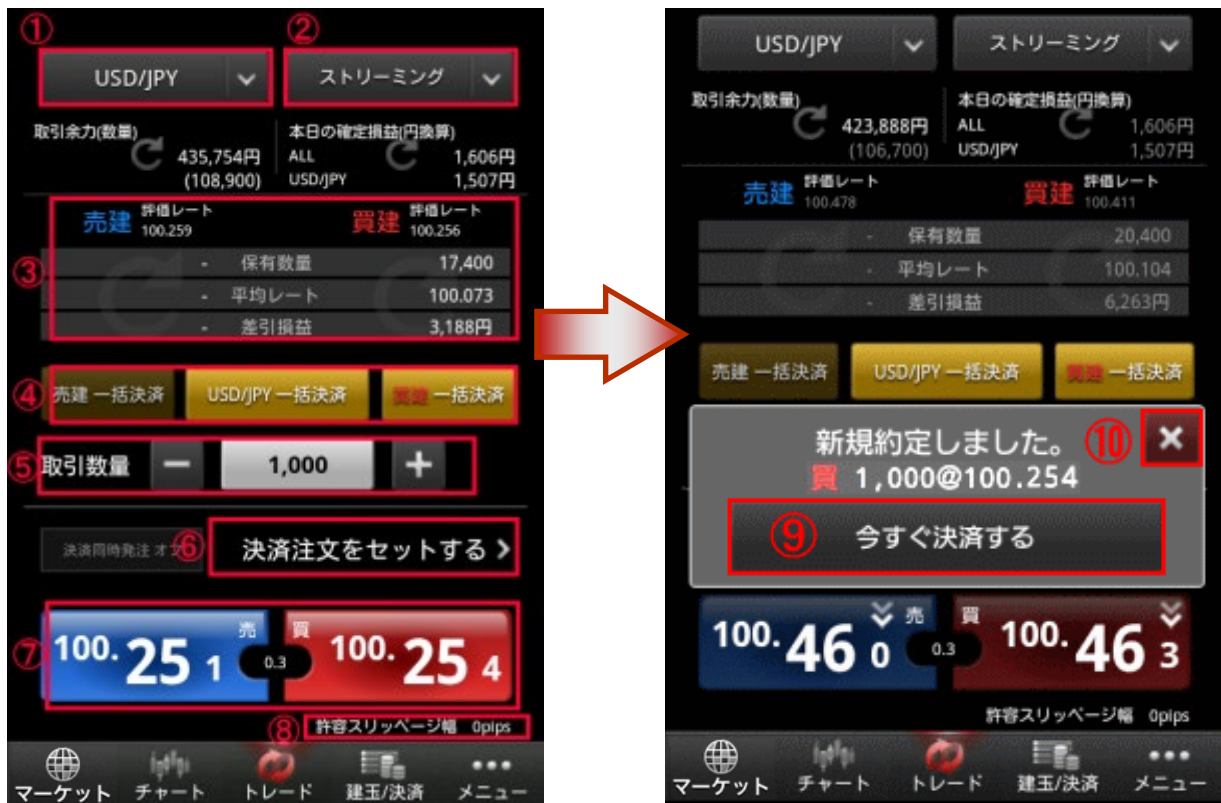 ① ②
USD/JPY ストリーミング
取引余力(数量) 本日の確定損益(円換算)
435,754円 ALL 1,606円
(108,900) USD/JPY 1,507円
売建 評価レート 100.259 買建 評価レート 100.256
③
- 保有数量 17,400
- 平均レート 100.073
- 差引損益 3,188円
④ 売建 一括決済 USD/JPY 一括決済 買建 一括決済
⑤ 取引数量 − 1,000 +
決済同時発注 オフ ⑥ 決済注文をセットする >
⑦ 100.25 1 売 0.3 買 100.25 4
⑧ 許容スリッページ幅 0pips
マーケット チャート トレード 建玉/決済 メニュー
USD/JPY ストリーミング
取引余力(数量) 本日の確定損益(円換算)
423,888円 ALL 1,606円
(106,700) USD/JPY 1,507円
売建 評価レート 100.478 買建 評価レート 100.411
- 保有数量 20,400
- 平均レート 100.104
- 差引損益 6,263円
売建 一括決済 USD/JPY 一括決済 買建 一括決済
新規約定しました。 ⑩ ×
買 1,000@100.254
⑨ 今すぐ決済する
100.46 0 売 0.3 買 100.46 3
許容スリッページ幅 0pips
マーケット チャート トレード 建玉/決済 メニュー